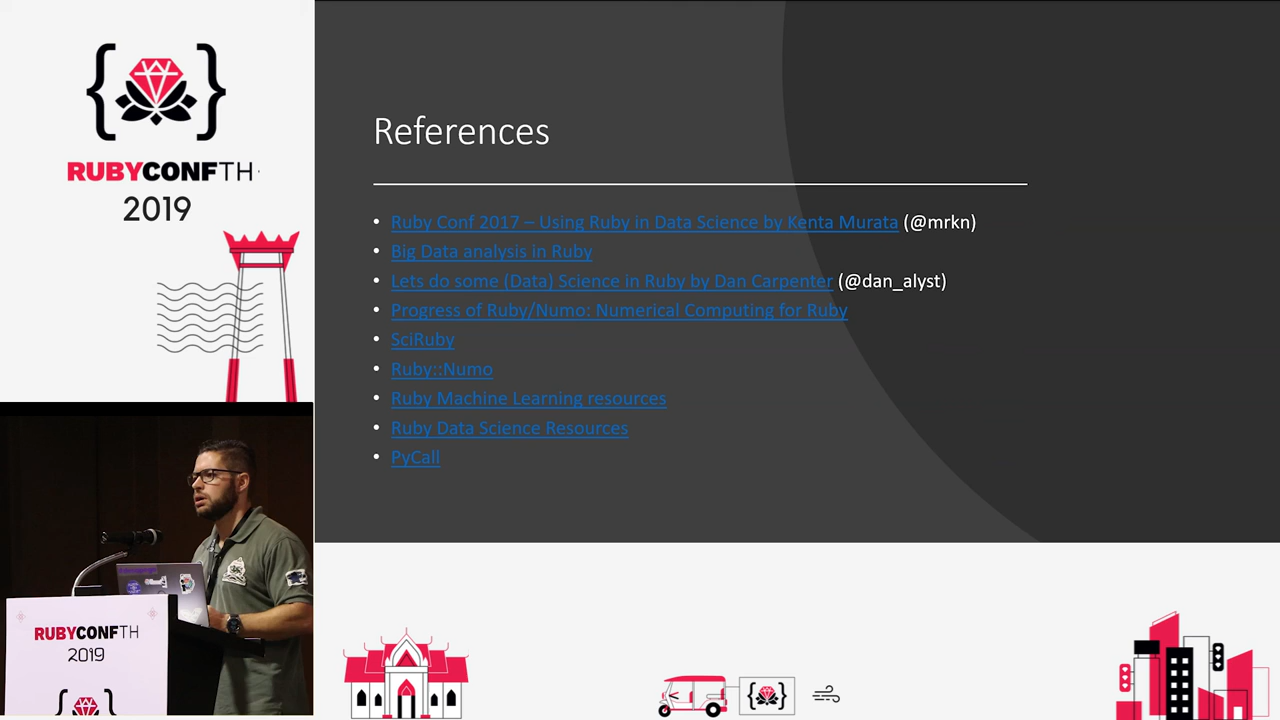 RUBYCONFTH
2019
References
Ruby Conf 2017 – Using Ruby in Data Science by Kenta Murata (@mrkn)
Big Data analysis in Ruby
Lets do some (Data) Science in Ruby by Dan Carpenter (@dan_alyst)
Progress of Ruby/Numo: Numerical Computing for Ruby
SciRuby
Ruby::Numo
Ruby Machine Learning resources
Ruby Data Science Resources
PyCall
RUBYCONFTH
2019